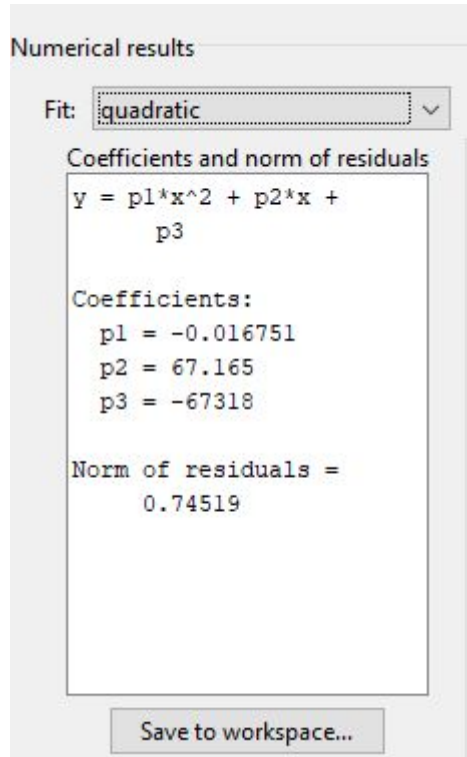 Numerical results
Fit: quadratic
Coefficients and norm of residuals
y = p1*x^2 + p2*x +
p3
Coefficients:
p1 = -0.016751
p2 = 67.165
p3 = -67318
Norm of residuals =
0.74519
Save to workspace...